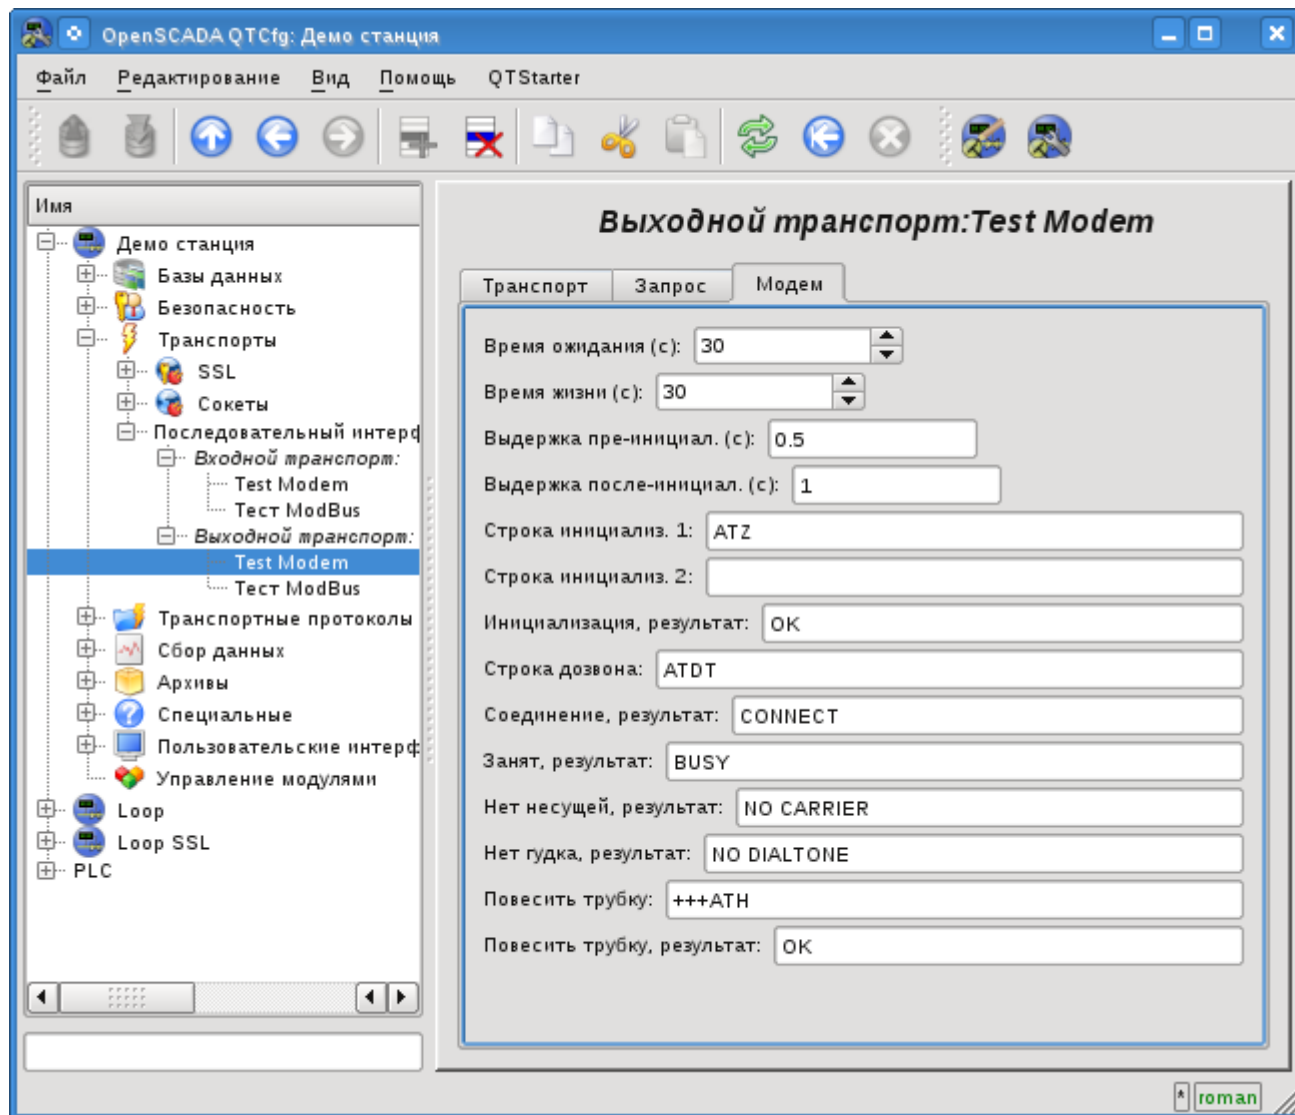 OpenSCADA QTCfg: Демо станция
Файл Редактирование Вид Помощь QTStarter
Имя
Демо станция
Базы данных
Безопасность
Транспорты
SSL
Сокеты
Последовательный интерф
Входной транспорт:
Test Modem
Тест ModBus
Выходной транспорт:
Test Modem
Тест ModBus
Транспортные протоколы
Сбор данных
Архивы
Специальные
Пользовательские интерф
Управление модулями
Loop
Loop SSL
PLC
Выходной транспорт:Test Modem
Транспорт Запрос Модем
Время ожидания (с): 30
Время жизни (с): 30
Выдержка пре-инициал. (с): 0.5
Выдержка после-инициал. (с): 1
Строка инициализ. 1: ATZ
Строка инициализ. 2:
Инициализация, результат: OK
Строка дозвона: ATDT
Соединение, результат: CONNECT
Занят, результат: BUSY
Нет несущей, результат: NO CARRIER
Нет гудка, результат: NO DIALTONE
Повесить трубку: +++ATH
Повесить трубку, результат: OK
* roman